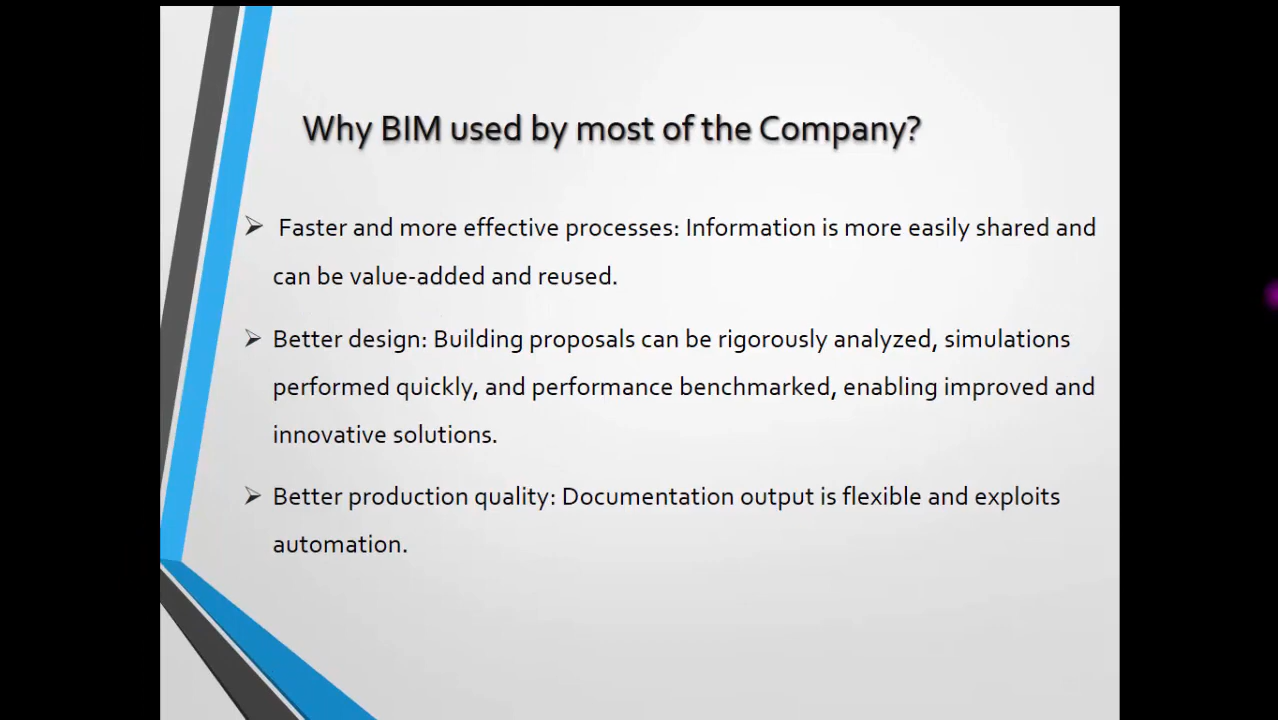 Why BIM used by most of the Company?
Faster and more effective processes: Information is more easily shared and
can be value-added and reused.
Better design: Building proposals can be rigorously analyzed, simulations
performed quickly, and performance benchmarked, enabling improved and
innovative solutions.
Better production quality: Documentation output is flexible and exploits
automation.